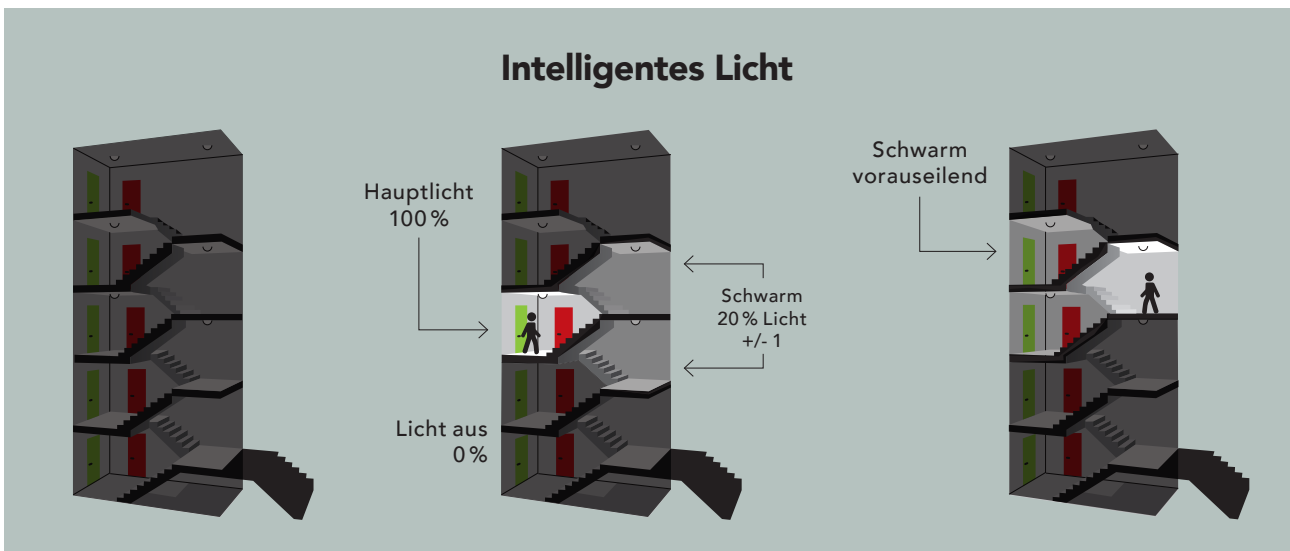 Intelligentes Licht
Hauptlicht
100 %
Licht aus
0 %
Schwarm
20 % Licht
+/- 1
Schwarm
vorauseilend